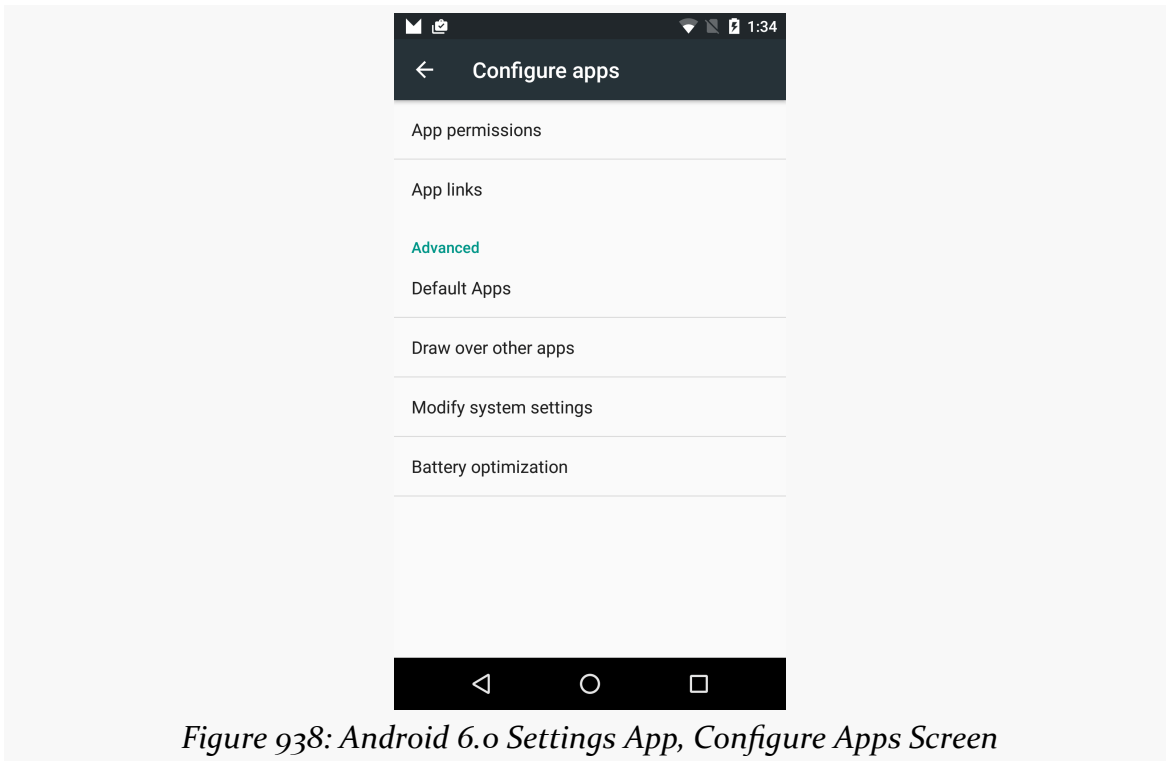 1:34
Configure apps
App permissions
App links
Advanced
Default Apps
Draw over other apps
Modify system settings
Battery optimization
Figure 938: Android 6.0 Settings App, Configure Apps Screen